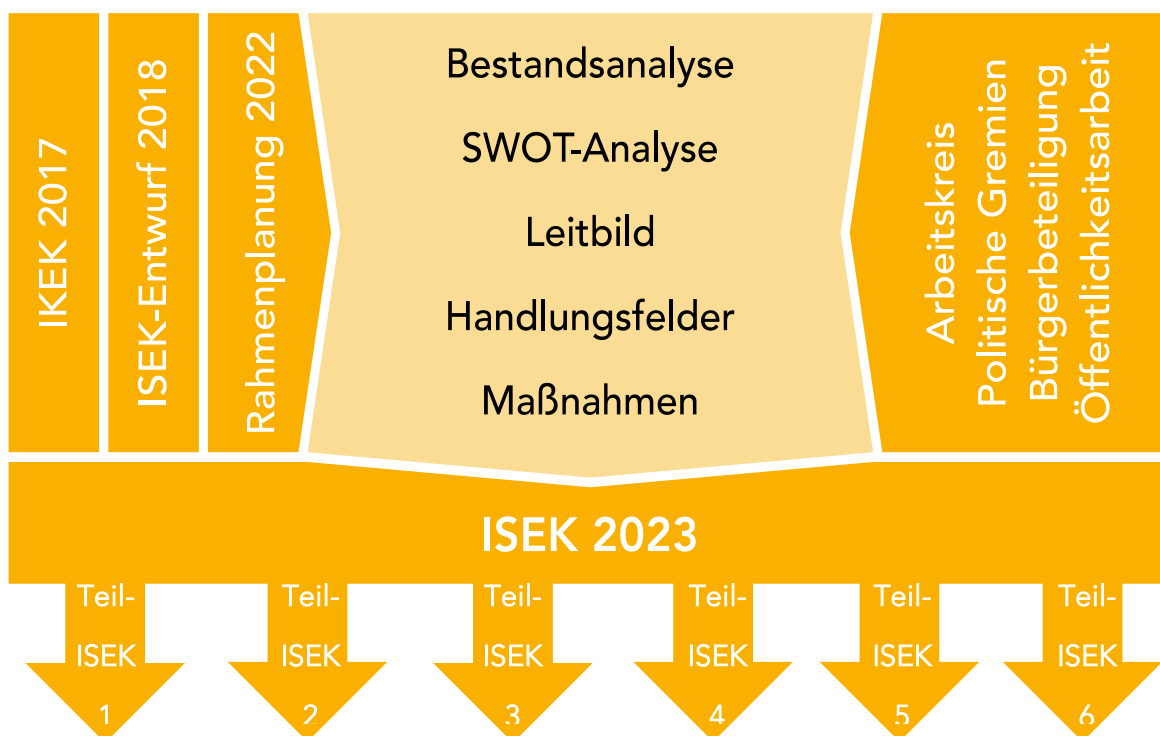 IKEK 2017
ISEK-Entwurf 2018
Rahmenplanung 2022
Bestandsanalyse
SWOT-Analyse
Leitbild
Handlungsfelder
Maßnahmen
Arbeitskreis
Politische Gremien
Bürgerbeteiligung
Öffentlichkeitsarbeit
ISEK 2023
Teil-
ISEK
1
Teil-
ISEK
2
Teil-
ISEK
3
Teil-
ISEK
4
Teil-
ISEK
5
Teil-
ISEK
6